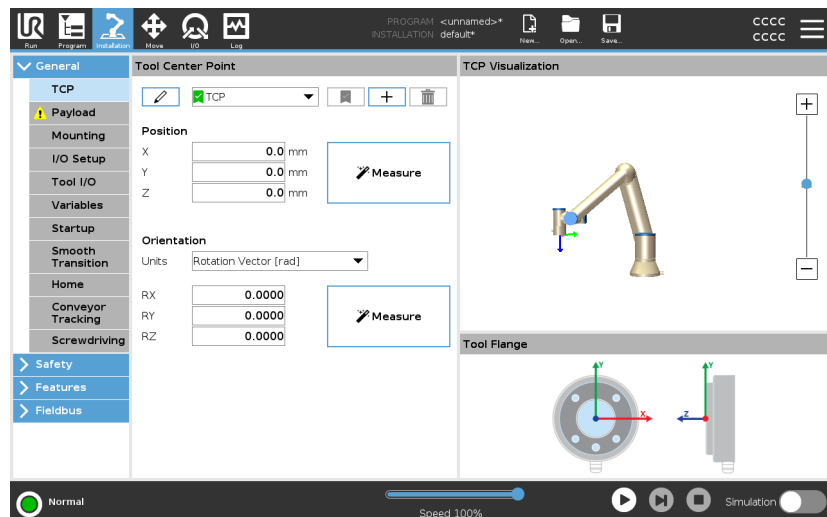 UR
Run
Program
Installation
Move
I/O
Log
PROGRAM <unnamed>*
INSTALLATION default*
New...
Open...
Save...
CCCC
CCCC
General
TCP
Payload
Mounting
I/O Setup
Tool I/O
Variables
Startup
Smooth
Transition
Home
Conveyor
Tracking
Screwdriving
Safety
Features
Fieldbus
Tool Center Point
TCP
Position
X 0.0 mm
Y 0.0 mm
Z 0.0 mm
Measure
Orientation
Units Rotation Vector [rad]
RX 0.0000
RY 0.0000
RZ 0.0000
Measure
TCP Visualization
Tool Flange
Y
X
Y
Z
Normal
Speed 100%
Simulation